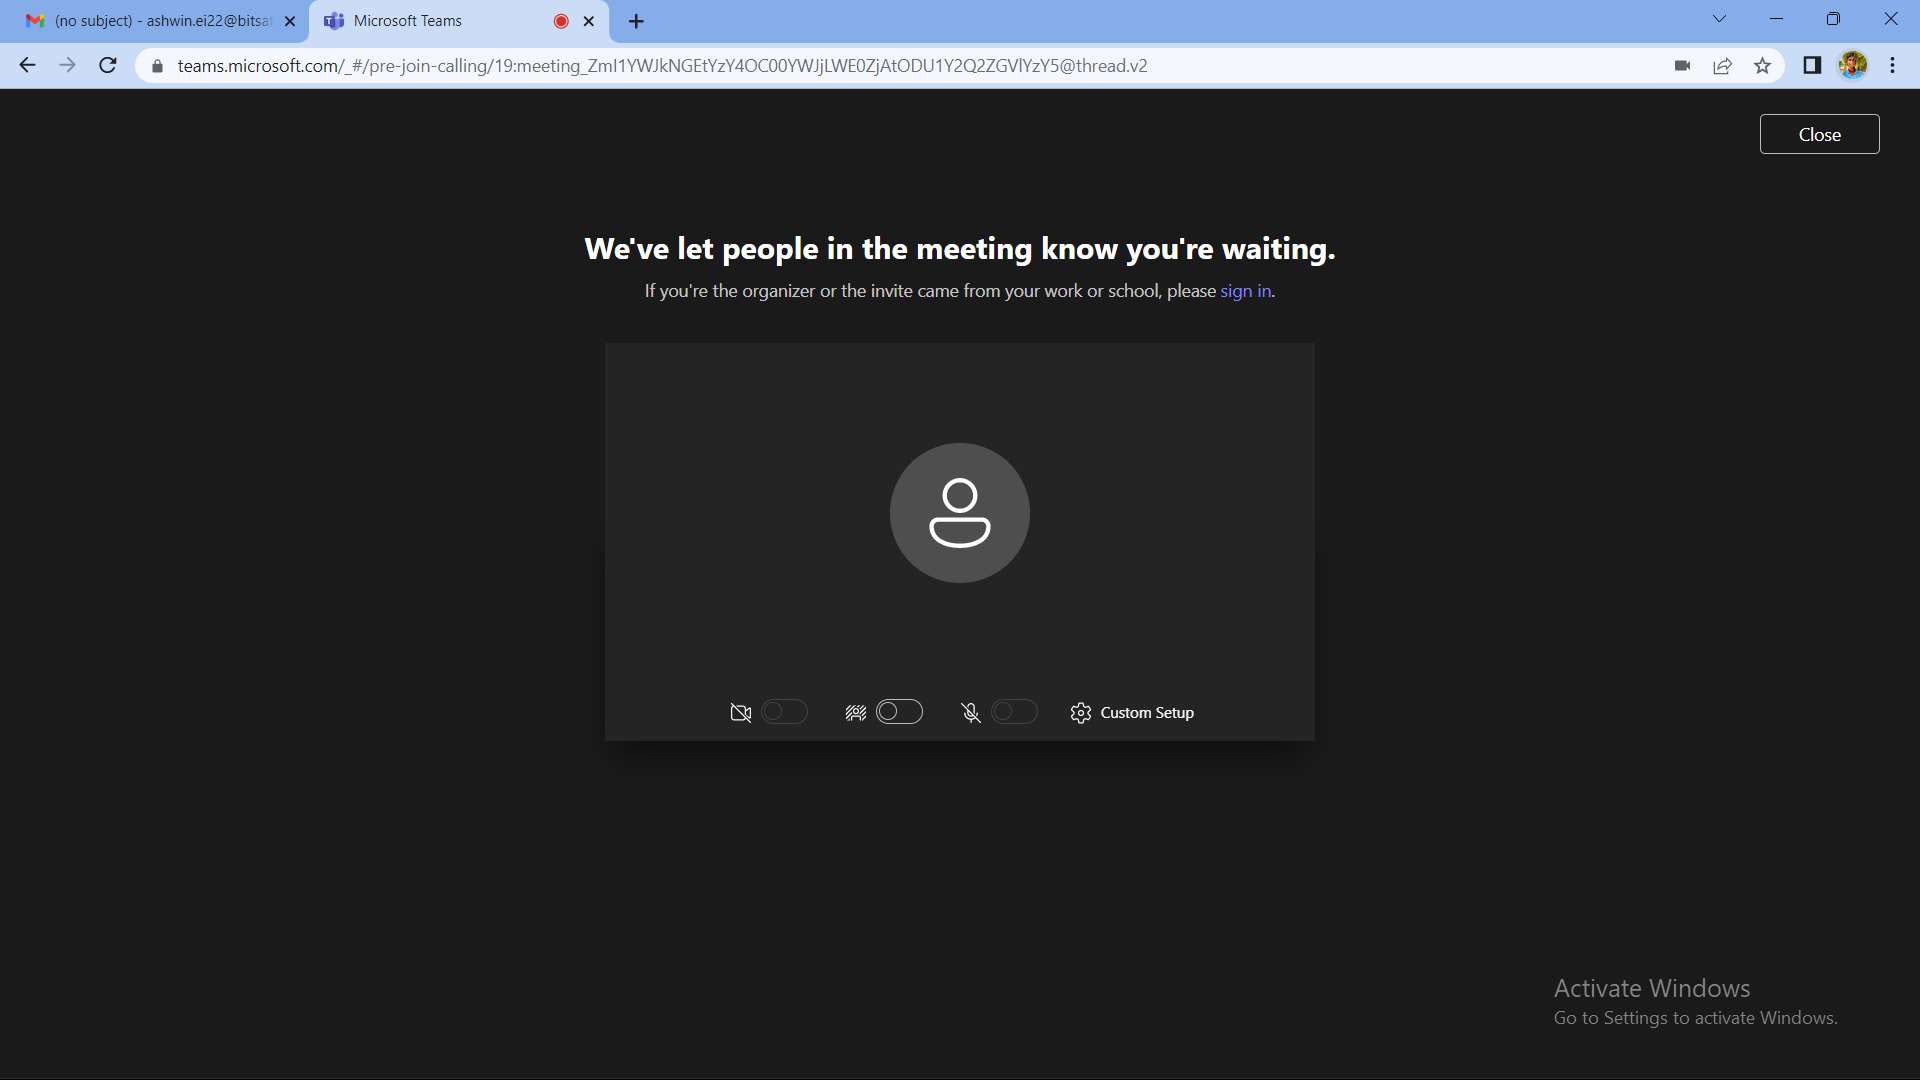 (no subject) - ashwin.ei22@bitsat
Microsoft Teams
teams.microsoft.com/_#/pre-join-calling/19:meeting_ZmI1YWJkNGEtYzY4OC00YWJjLWE0ZjAtODU1Y2Q2ZGVlYzY5@thread.v2
Close
We've let people in the meeting know you're waiting.
If you're the organizer or the invite came from your work or school, please sign in.
Custom Setup
Activate Windows
Go to Settings to activate Windows.